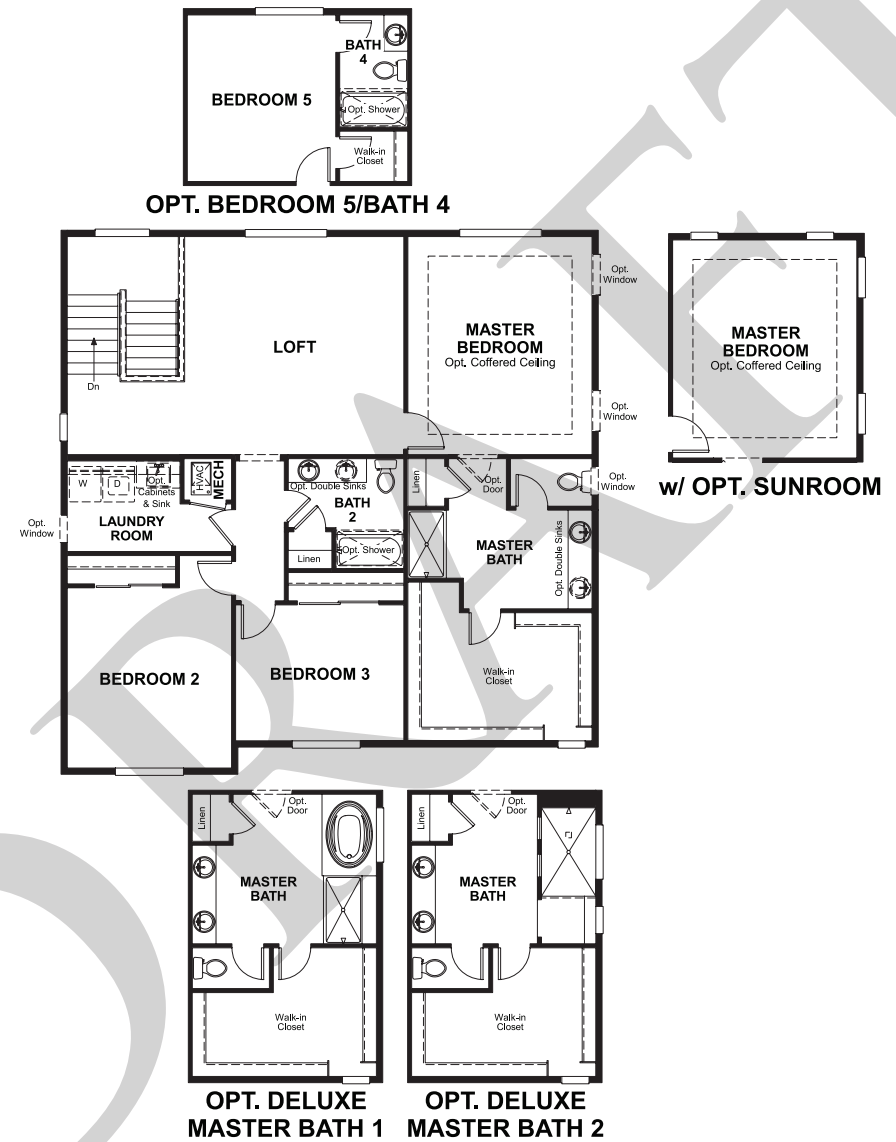 BATH
4
BEDROOM 5
Opt. Shower
Walk-in
Closet
OPT. BEDROOM 5/BATH 4
Opt.
Window
LOFT
MASTER
BEDROOM
Opt. Coffered Ceiling
MASTER
BEDROOM
Opt. Coffered Ceiling
Dn
Opt.
Window
W
D
Opt.
Cabinets
& Sink
HVAC
MECH
Opt. Double Sinks
BATH
2
Linen
Opt.
Door
Opt.
Window
w/ OPT. SUNROOM
Opt.
Window
LAUNDRY
ROOM
Linen
Opt. Shower
MASTER
BATH
Opt. Double Sinks
BEDROOM 2
BEDROOM 3
Walk-in
Closet
Linen
Opt.
Door
MASTER
BATH
Walk-in
Closet
OPT. DELUXE
MASTER BATH 1
Linen
Opt.
Door
MASTER
BATH
Walk-in
Closet
OPT. DELUXE
MASTER BATH 2
DRAFT